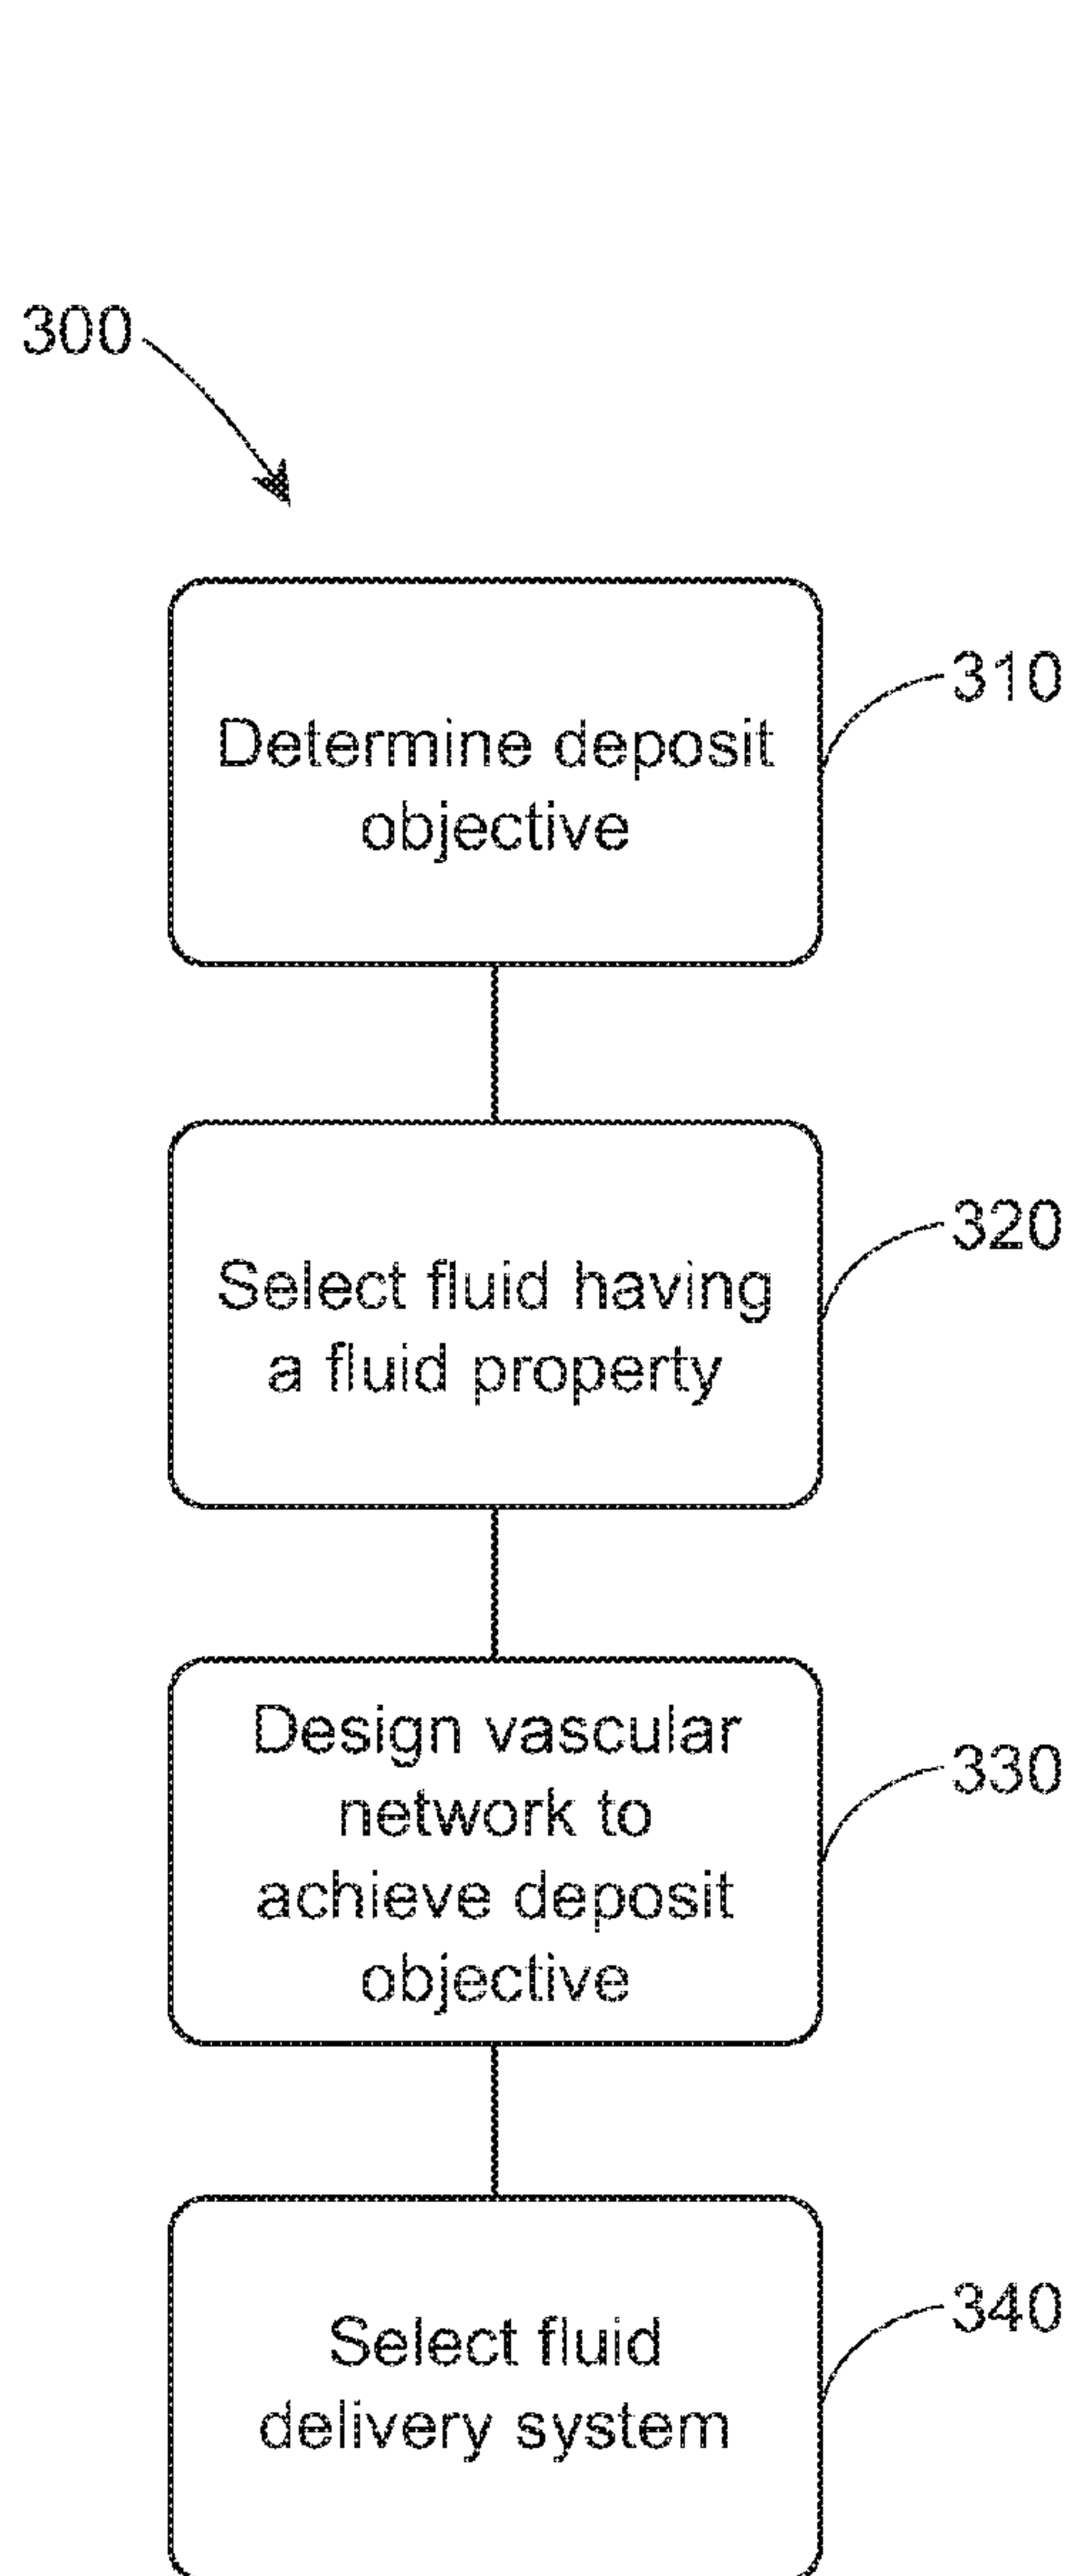 300
310
Determine deposit
objective
320
Select fluid having
a fluid property
Design vascular
330
network to
achieve deposit
objective
340
Select fluid
delivery system